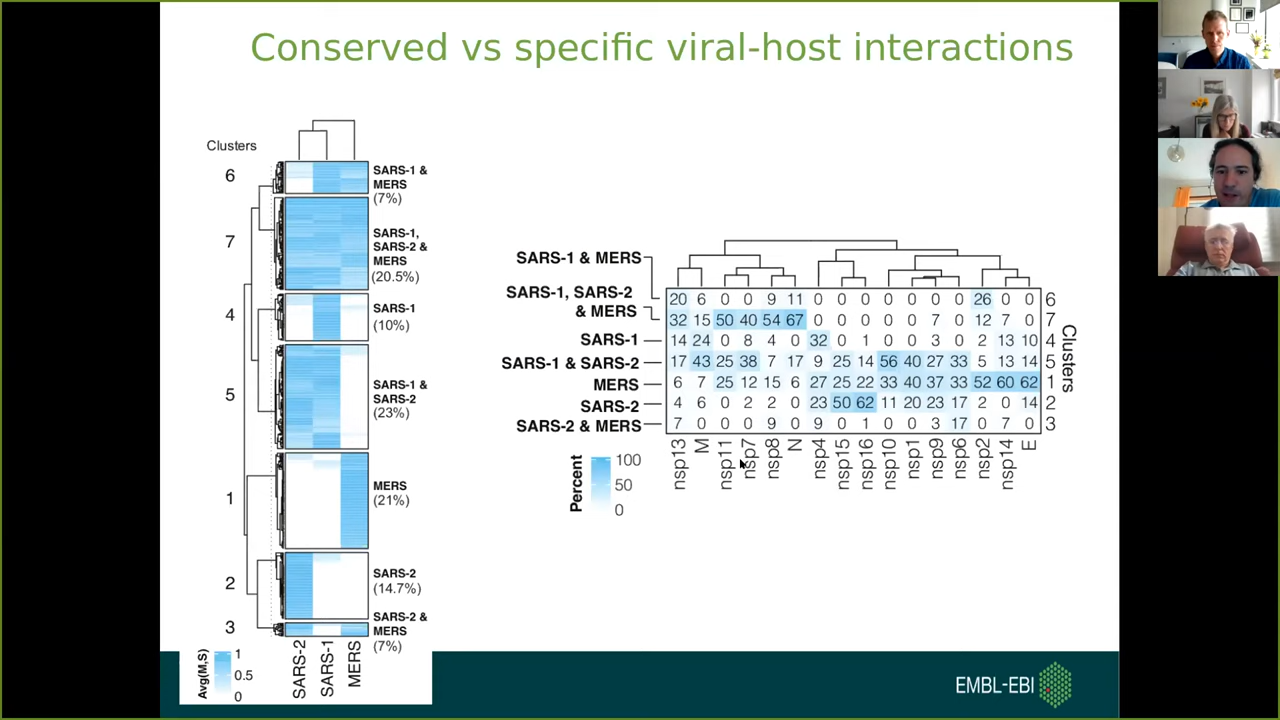 Conserved vs specific viral-host interactions
Clusters
6
SARS-1 &
MERS
(7%)
7
SARS-1,
SARS-2 &
MERS
(20.5%)
4
SARS-1
(10%)
5
SARS-1 &
SARS-2
(23%)
1
MERS
(21%)
2
SARS-2
(14.7%)
3
SARS-2 &
MERS
(7%)
SARS-2
SARS-1
MERS
Avg(M,S)
1
0.5
0
SARS-1 & MERS
20 6 0 0 9 11 0 0 0 0 0 0 0 26 0 0 6
SARS-1, SARS-2
& MERS
32 15 50 40 54 67 0 0 0 0 0 7 0 12 7 0 7
SARS-1
14 24 0 8 4 0 32 0 1 0 0 3 0 2 13 10 4
SARS-1 & SARS-2
17 43 25 38 7 17 9 25 14 56 40 27 33 5 13 14 5
MERS
6 7 25 12 15 6 27 25 22 33 40 37 33 52 60 62 1
SARS-2
4 6 0 2 2 0 23 50 62 11 20 23 17 2 0 14 2
SARS-2 & MERS
7 0 0 0 9 0 9 0 1 0 0 3 17 0 7 0 3
Clusters
nsp13 M nsp11 nsp7 nsp8 N nsp4 nsp15 nsp16 nsp10 nsp1 nsp9 nsp6 nsp2 nsp14 E
Percent
100
50
0
EMBL-EBI